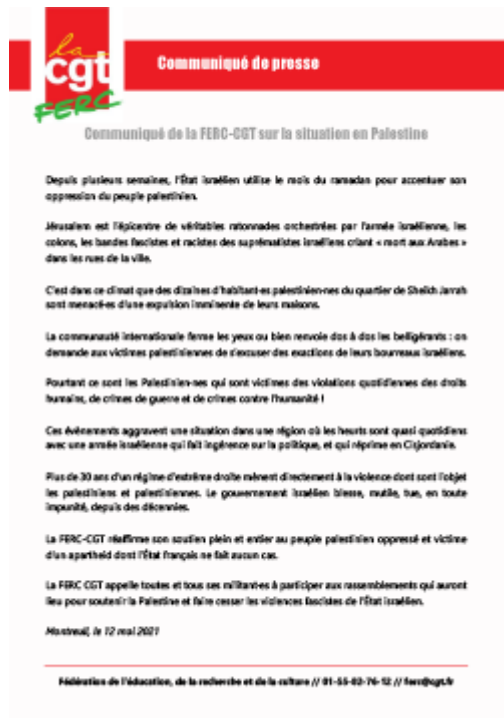 la
cgt
FERC
Communiqué de presse
Communiqué de la FERC-CGT sur la situation en Palestine
Depuis plusieurs semaines, l'État israélien utilise le mois du ramadan pour accentuer son
oppression du peuple palestinien.
Jérusalem est l'épicentre de véritables ratonnades orchestrées par l'armée israélienne, les
colons, les bandes fascistes et racistes des suprématistes israéliens criant « mort aux Arabes »
dans les rues de la ville.
C'est dans ce climat que des dizaines d'habitant·es palestinien·nes du quartier de Sheikh Jarrah
sont menacé·es d'une expulsion imminente de leurs maisons.
La communauté internationale ferme les yeux ou bien renvoie dos à dos les belligérants : on
demande aux victimes palestiniennes de s'excuser des exactions de leurs bourreaux israéliens.
Pourtant ce sont les Palestinien·nes qui sont victimes des violations quotidiennes des droits
humains, de crimes de guerre et de crimes contre l'humanité !
Ces événements aggravent une situation dans une région où les heurts sont quasi quotidiens
avec une armée israélienne qui fait ingérence sur la politique, et qui réprime en Cisjordanie.
Plus de 30 ans d'un régime d'extrême droite mènent directement à la violence dont sont l'objet
les palestiniens et palestiniennes. Le gouvernement israélien blesse, mutile, tue, en toute
impunité, depuis des décennies.
La FERC-CGT réaffirme son soutien plein et entier au peuple palestinien oppressé et victime
d'un apartheid dont l'État français ne fait aucun cas.
La FERC CGT appelle toutes et tous ses militant·es à participer aux rassemblements qui auront
lieu pour soutenir la Palestine et faire cesser les violences fascistes de l'État israélien.
Montreuil, le 12 mai 2021
Fédération de l'éducation, de la recherche et de la culture // 01-55-82-76-12 // ferc@cgt.fr